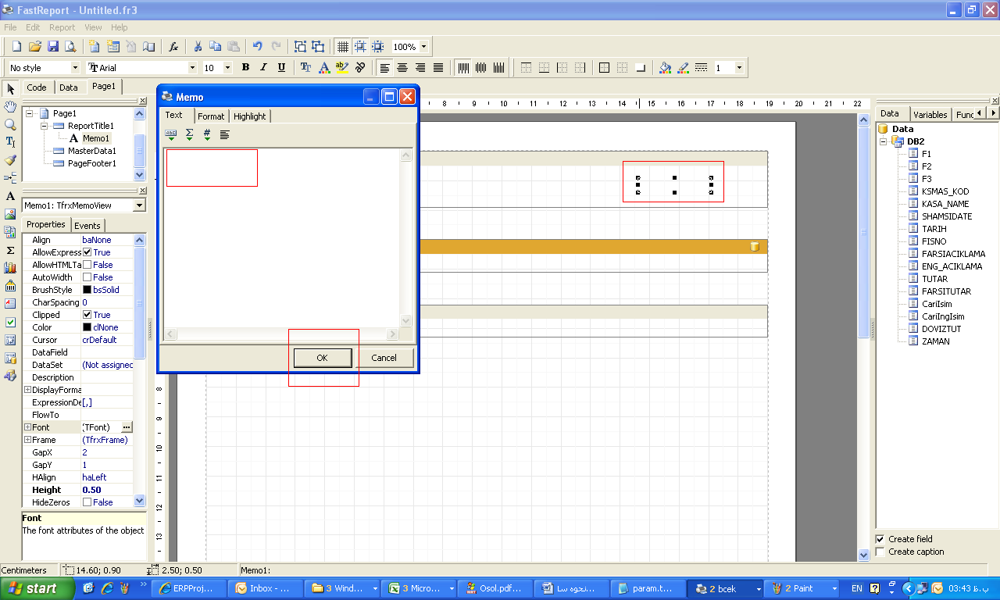 FastReport - Untitled.fr3
File Edit Report View Help
100%
No style Arial 10 B I U 1
Code Data Page1
Page1
ReportTitle1
Memo1
MasterData1
PageFooter1
Memo1: TfrxMemoView
Properties Events
Align baNone
AllowExpress True
AllowHTMLTa False
AutoWidth False
BrushStyle bsSolid
CharSpacing 0
Clipped True
Color clNone
Cursor crDefault
DataField
DataSet (Not assigned
Description
DisplayForma
ExpressionDe [,]
FlowTo
Font (TFont) ...
Frame (TfrxFrame)
GapX 2
GapY 1
HAlign haLeft
Height 0.50
HideZeros False
Font
The font attributes of the object
Memo
Text Format Highlight
OK Cancel
8 9 10 11 12 13 14 15 16 17 18 19 20 21 22
8
9
10
11
12
13
Data Variables Func
Data
DB2
F1
F2
F3
KSMAS_KOD
KASA_NAME
SHAMSIDATE
TARIH
FISNO
FARSIACIKLAMA
ENG_ACIKLAMA
TUTAR
FARSITUTAR
CariIsim
CariIngIsim
DOVIZTUT
ZAMAN
Create field
Create caption
Centimeters 14.60; 0.90 2.50; 0.50 Memo1:
start ERPProj... Inbox - ... 3 Wind... 3 Micro... Osol.pdf... نحوه سا... param.t... 2 bcek 2 Paint EN 03:43 ب.ظ